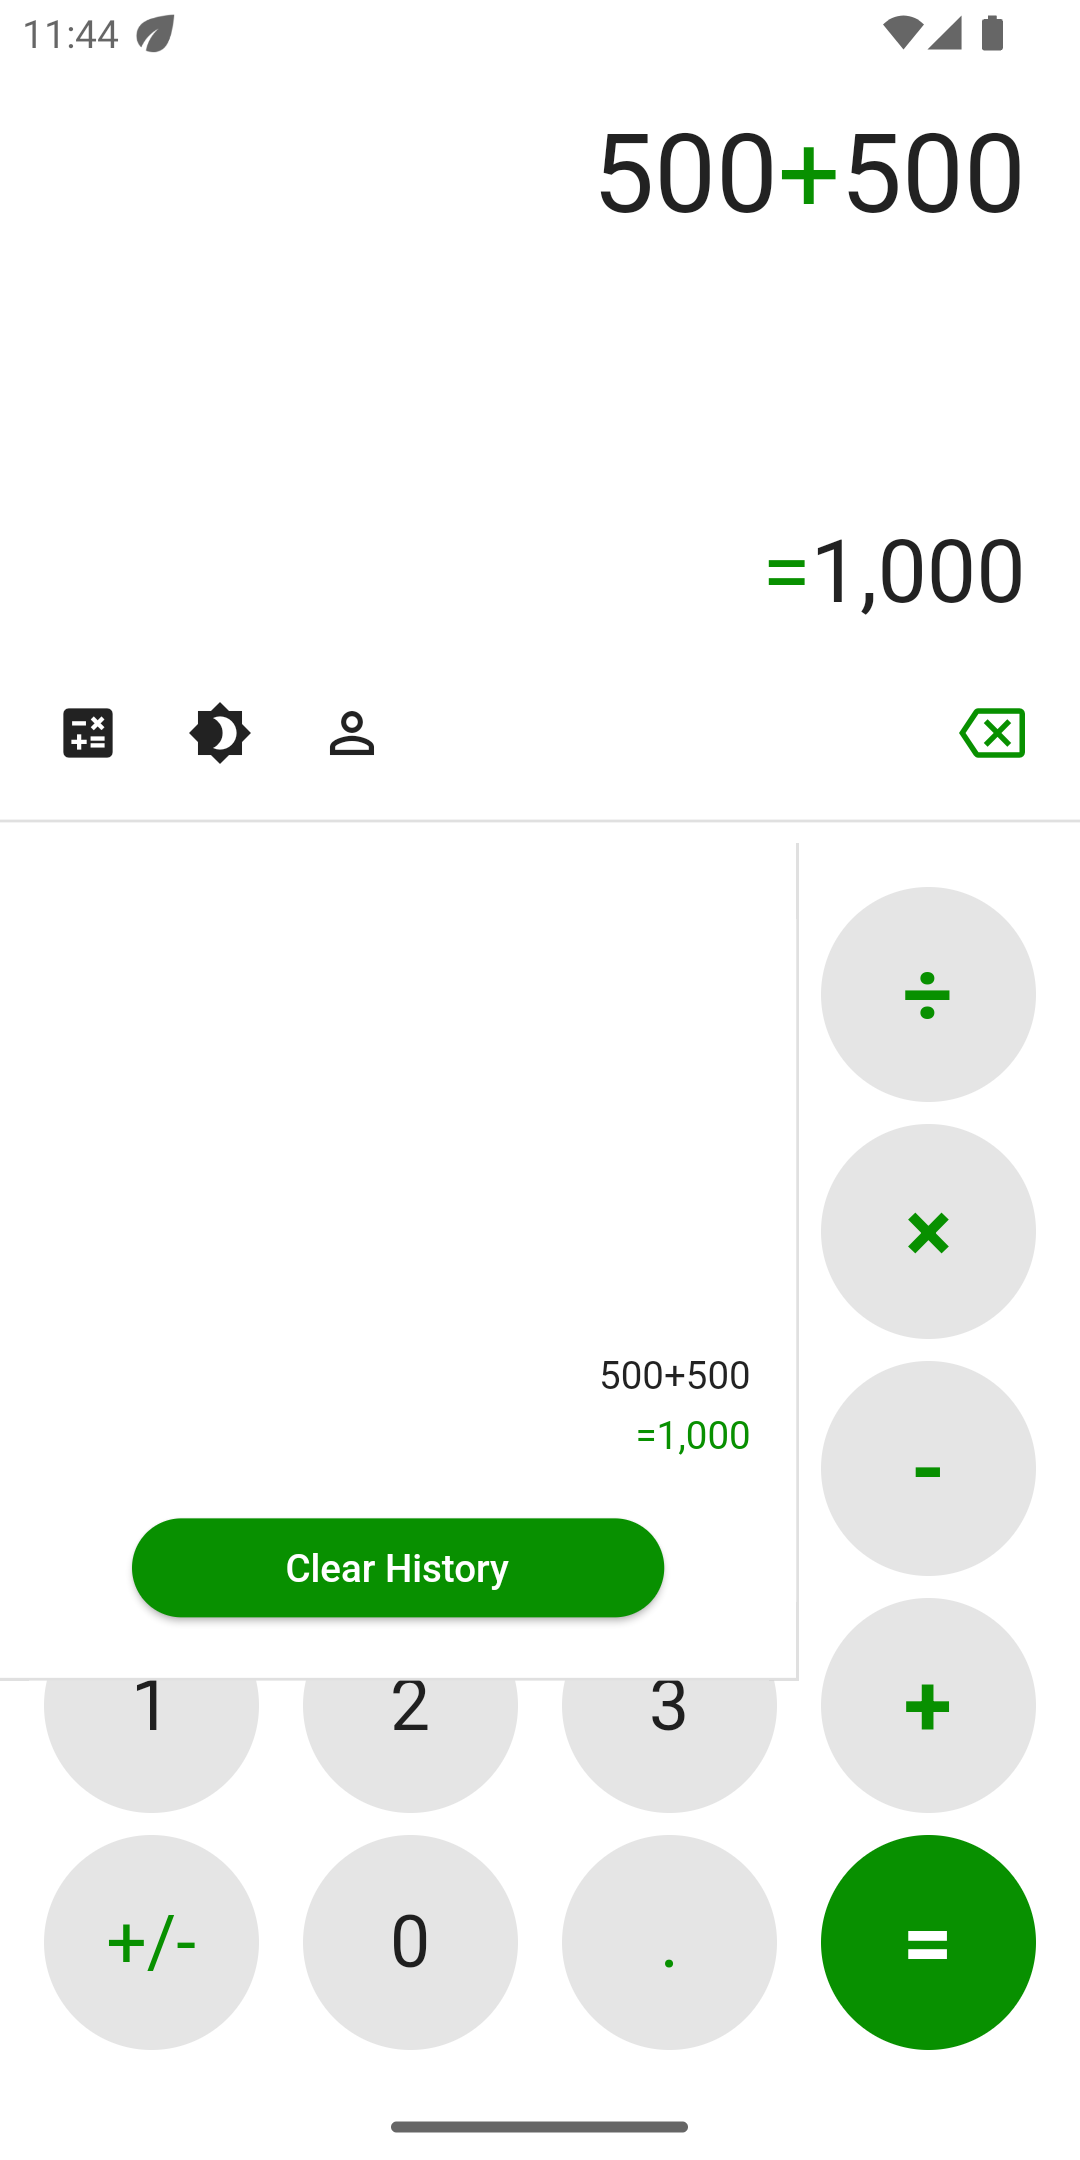 11:44
500+500
=1,000
÷
×
500+500
=1,000
-
Clear History
1 2 3 +
+/- 0 . =